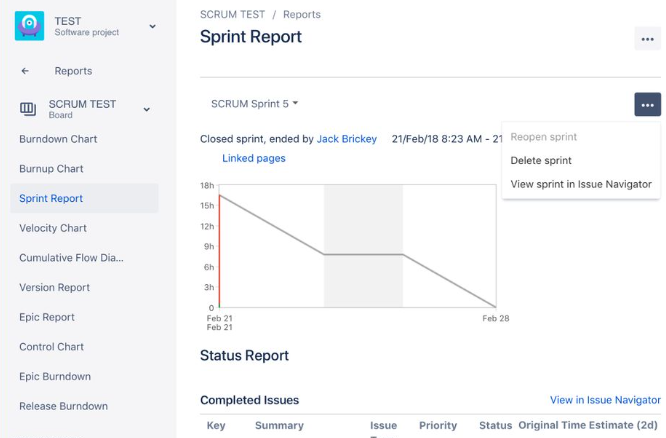 TEST
Software project
Reports
SCRUM TEST
Board
Burndown Chart
Burnup Chart
Sprint Report
Velocity Chart
Cumulative Flow Dia...
Version Report
Epic Report
Control Chart
Epic Burndown
Release Burndown
SCRUM TEST / Reports
Sprint Report
SCRUM Sprint 5
Closed sprint, ended by Jack Brickey 21/Feb/18 8:23 AM - 21
Linked pages
Reopen sprint
Delete sprint
View sprint in Issue Navigator
18h
15h
12h
9h
6h
3h
0
Feb 21
Feb 21
Feb 28
Status Report
Completed Issues
View in Issue Navigator
Key Summary Issue Priority Status Original Time Estimate (2d)